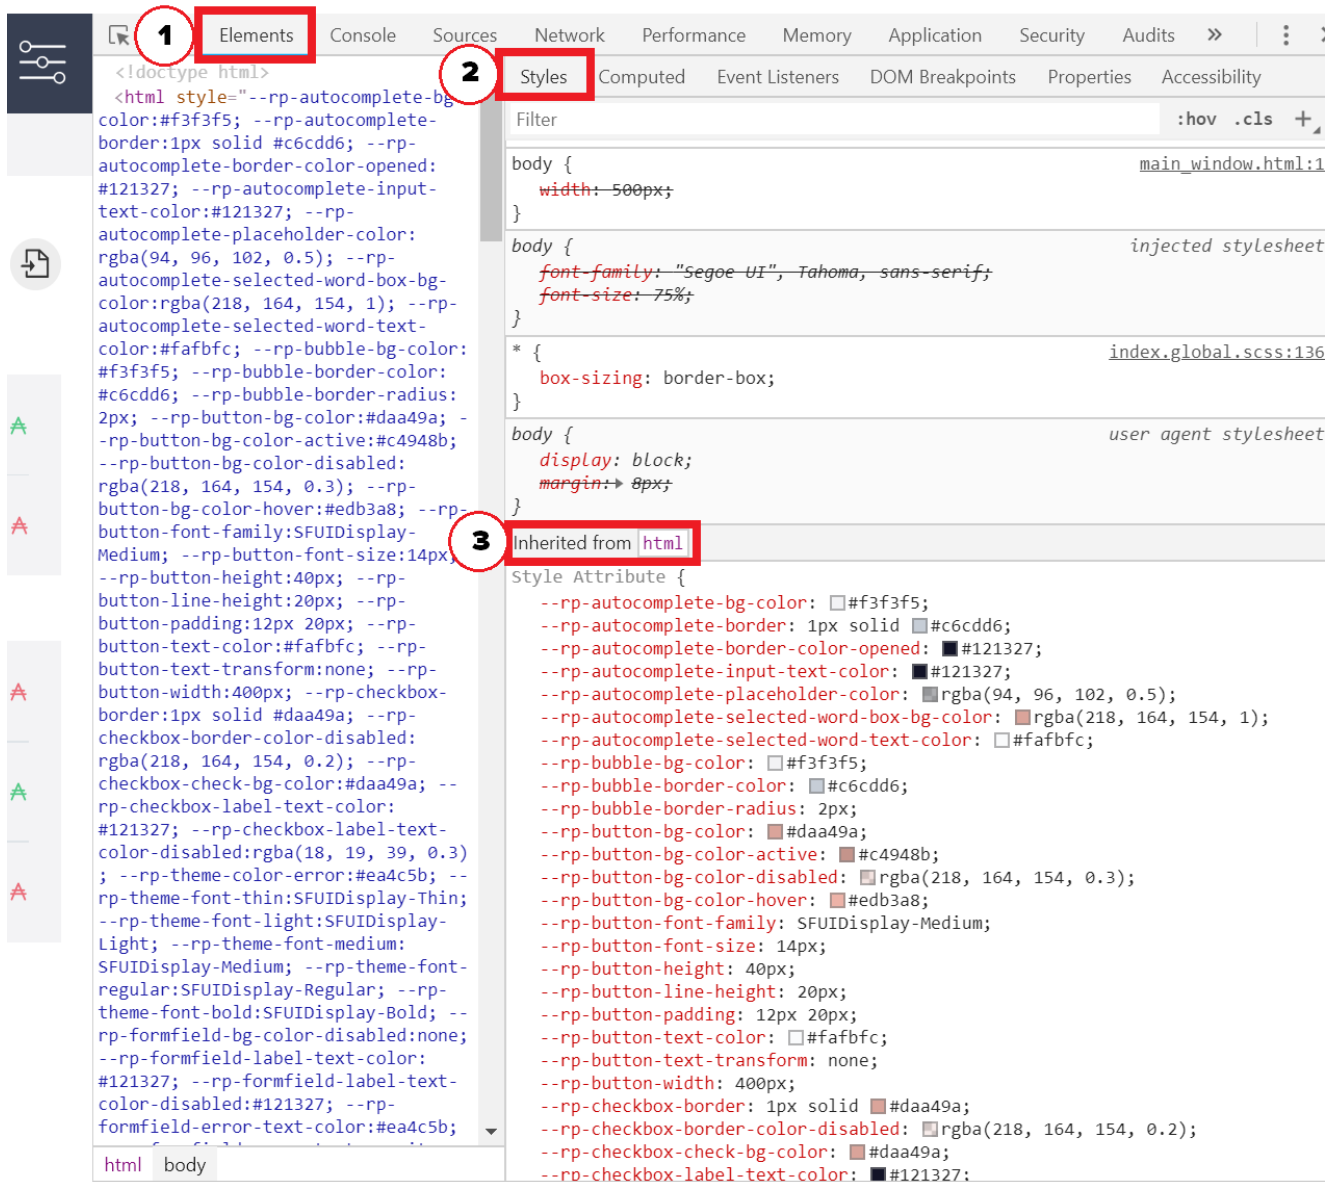 1
Elements
Console
Sources
Network
Performance
Memory
Application
Security
Audits
»
<!doctype html>
<html style="--rp-autocomplete-bg-
color:#f3f3f5; --rp-autocomplete-
border:1px solid #c6cdd6; --rp-
autocomplete-border-color-opened:
#121327; --rp-autocomplete-input-
text-color:#121327; --rp-
autocomplete-placeholder-color:
rgba(94, 96, 102, 0.5); --rp-
autocomplete-selected-word-box-bg-
color:rgba(218, 164, 154, 1); --rp-
autocomplete-selected-word-text-
color:#fafbfc; --rp-bubble-bg-color:
#f3f3f5; --rp-bubble-border-color:
#c6cdd6; --rp-bubble-border-radius:
2px; --rp-button-bg-color:#daa49a; -
-rp-button-bg-color-active:#c4948b;
--rp-button-bg-color-disabled:
rgba(218, 164, 154, 0.3); --rp-
button-bg-color-hover:#edb3a8; --rp-
button-font-family:SFUIDisplay-
Medium; --rp-button-font-size:14px;
--rp-button-height:40px; --rp-
button-line-height:20px; --rp-
button-padding:12px 20px; --rp-
button-text-color:#fafbfc; --rp-
button-text-transform:none; --rp-
button-width:400px; --rp-checkbox-
border:1px solid #daa49a; --rp-
checkbox-border-color-disabled:
rgba(218, 164, 154, 0.2); --rp-
checkbox-check-bg-color:#daa49a; --
rp-checkbox-label-text-color:
#121327; --rp-checkbox-label-text-
color-disabled:rgba(18, 19, 39, 0.3)
; --rp-theme-color-error:#ea4c5b; --
rp-theme-font-thin:SFUIDisplay-Thin;
--rp-theme-font-light:SFUIDisplay-
Light; --rp-theme-font-medium:
SFUIDisplay-Medium; --rp-theme-font-
regular:SFUIDisplay-Regular; --rp-
theme-font-bold:SFUIDisplay-Bold; --
rp-formfield-bg-color-disabled:none;
--rp-formfield-label-text-color:
#121327; --rp-formfield-label-text-
color-disabled:#121327; --rp-
formfield-error-text-color:#ea4c5b;
html
body
2
Styles
Computed
Event Listeners
DOM Breakpoints
Properties
Accessibility
Filter
:hov .cls +
body {
main_window.html:1
width: 500px;
}
body {
injected stylesheet
font-family: "Segoe UI", Tahoma, sans-serif;
font-size: 75%;
}
* {
index.global.scss:136
box-sizing: border-box;
}
body {
user agent stylesheet
display: block;
margin:▸ 8px;
}
3
Inherited from html
Style Attribute {
--rp-autocomplete-bg-color: #f3f3f5;
--rp-autocomplete-border: 1px solid #c6cdd6;
--rp-autocomplete-border-color-opened: #121327;
--rp-autocomplete-input-text-color: #121327;
--rp-autocomplete-placeholder-color: rgba(94, 96, 102, 0.5);
--rp-autocomplete-selected-word-box-bg-color: rgba(218, 164, 154, 1);
--rp-autocomplete-selected-word-text-color: #fafbfc;
--rp-bubble-bg-color: #f3f3f5;
--rp-bubble-border-color: #c6cdd6;
--rp-bubble-border-radius: 2px;
--rp-button-bg-color: #daa49a;
--rp-button-bg-color-active: #c4948b;
--rp-button-bg-color-disabled: rgba(218, 164, 154, 0.3);
--rp-button-bg-color-hover: #edb3a8;
--rp-button-font-family: SFUIDisplay-Medium;
--rp-button-font-size: 14px;
--rp-button-height: 40px;
--rp-button-line-height: 20px;
--rp-button-padding: 12px 20px;
--rp-button-text-color: #fafbfc;
--rp-button-text-transform: none;
--rp-button-width: 400px;
--rp-checkbox-border: 1px solid #daa49a;
--rp-checkbox-border-color-disabled: rgba(218, 164, 154, 0.2);
--rp-checkbox-check-bg-color: #daa49a;
--rp-checkbox-label-text-color: #121327;